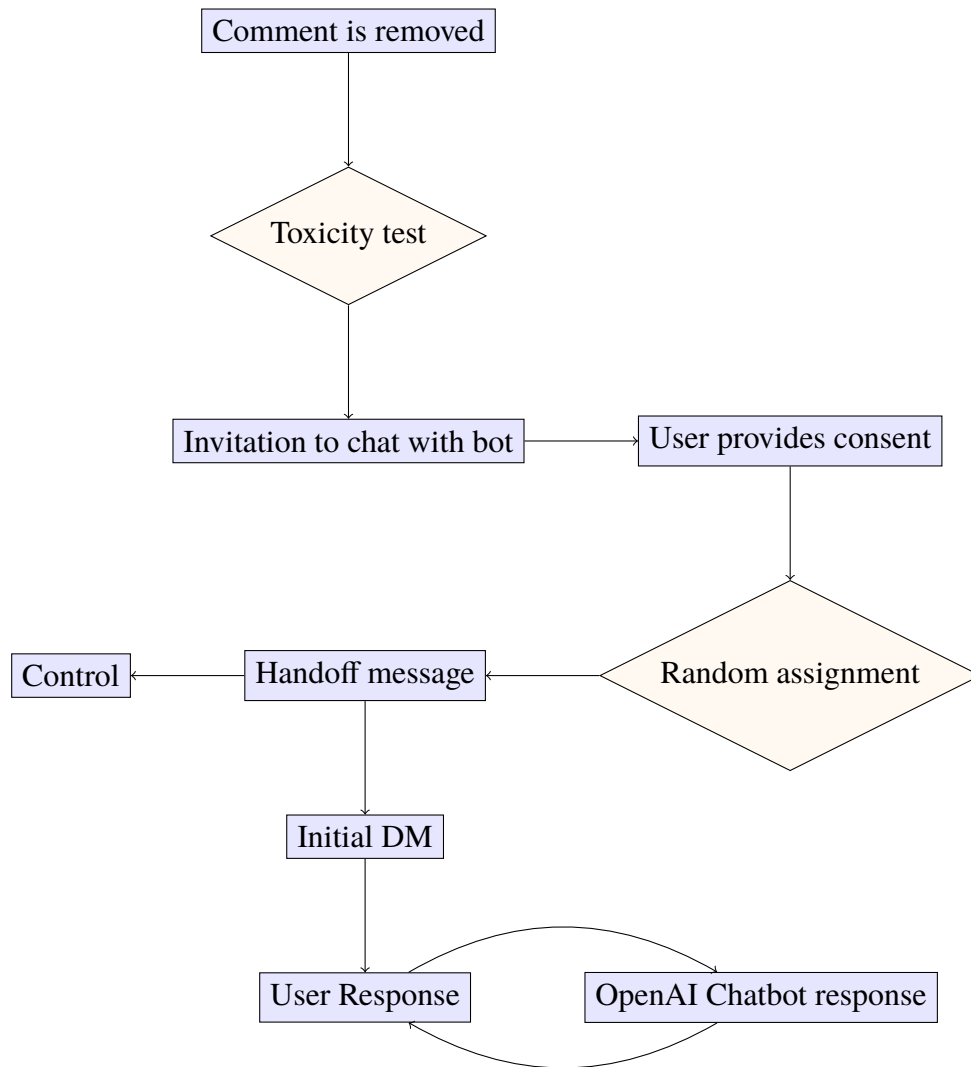 Comment is removed
Toxicity test
Invitation to chat with bot
User provides consent
Control
Handoff message
Random assignment
Initial DM
User Response
OpenAI Chatbot response